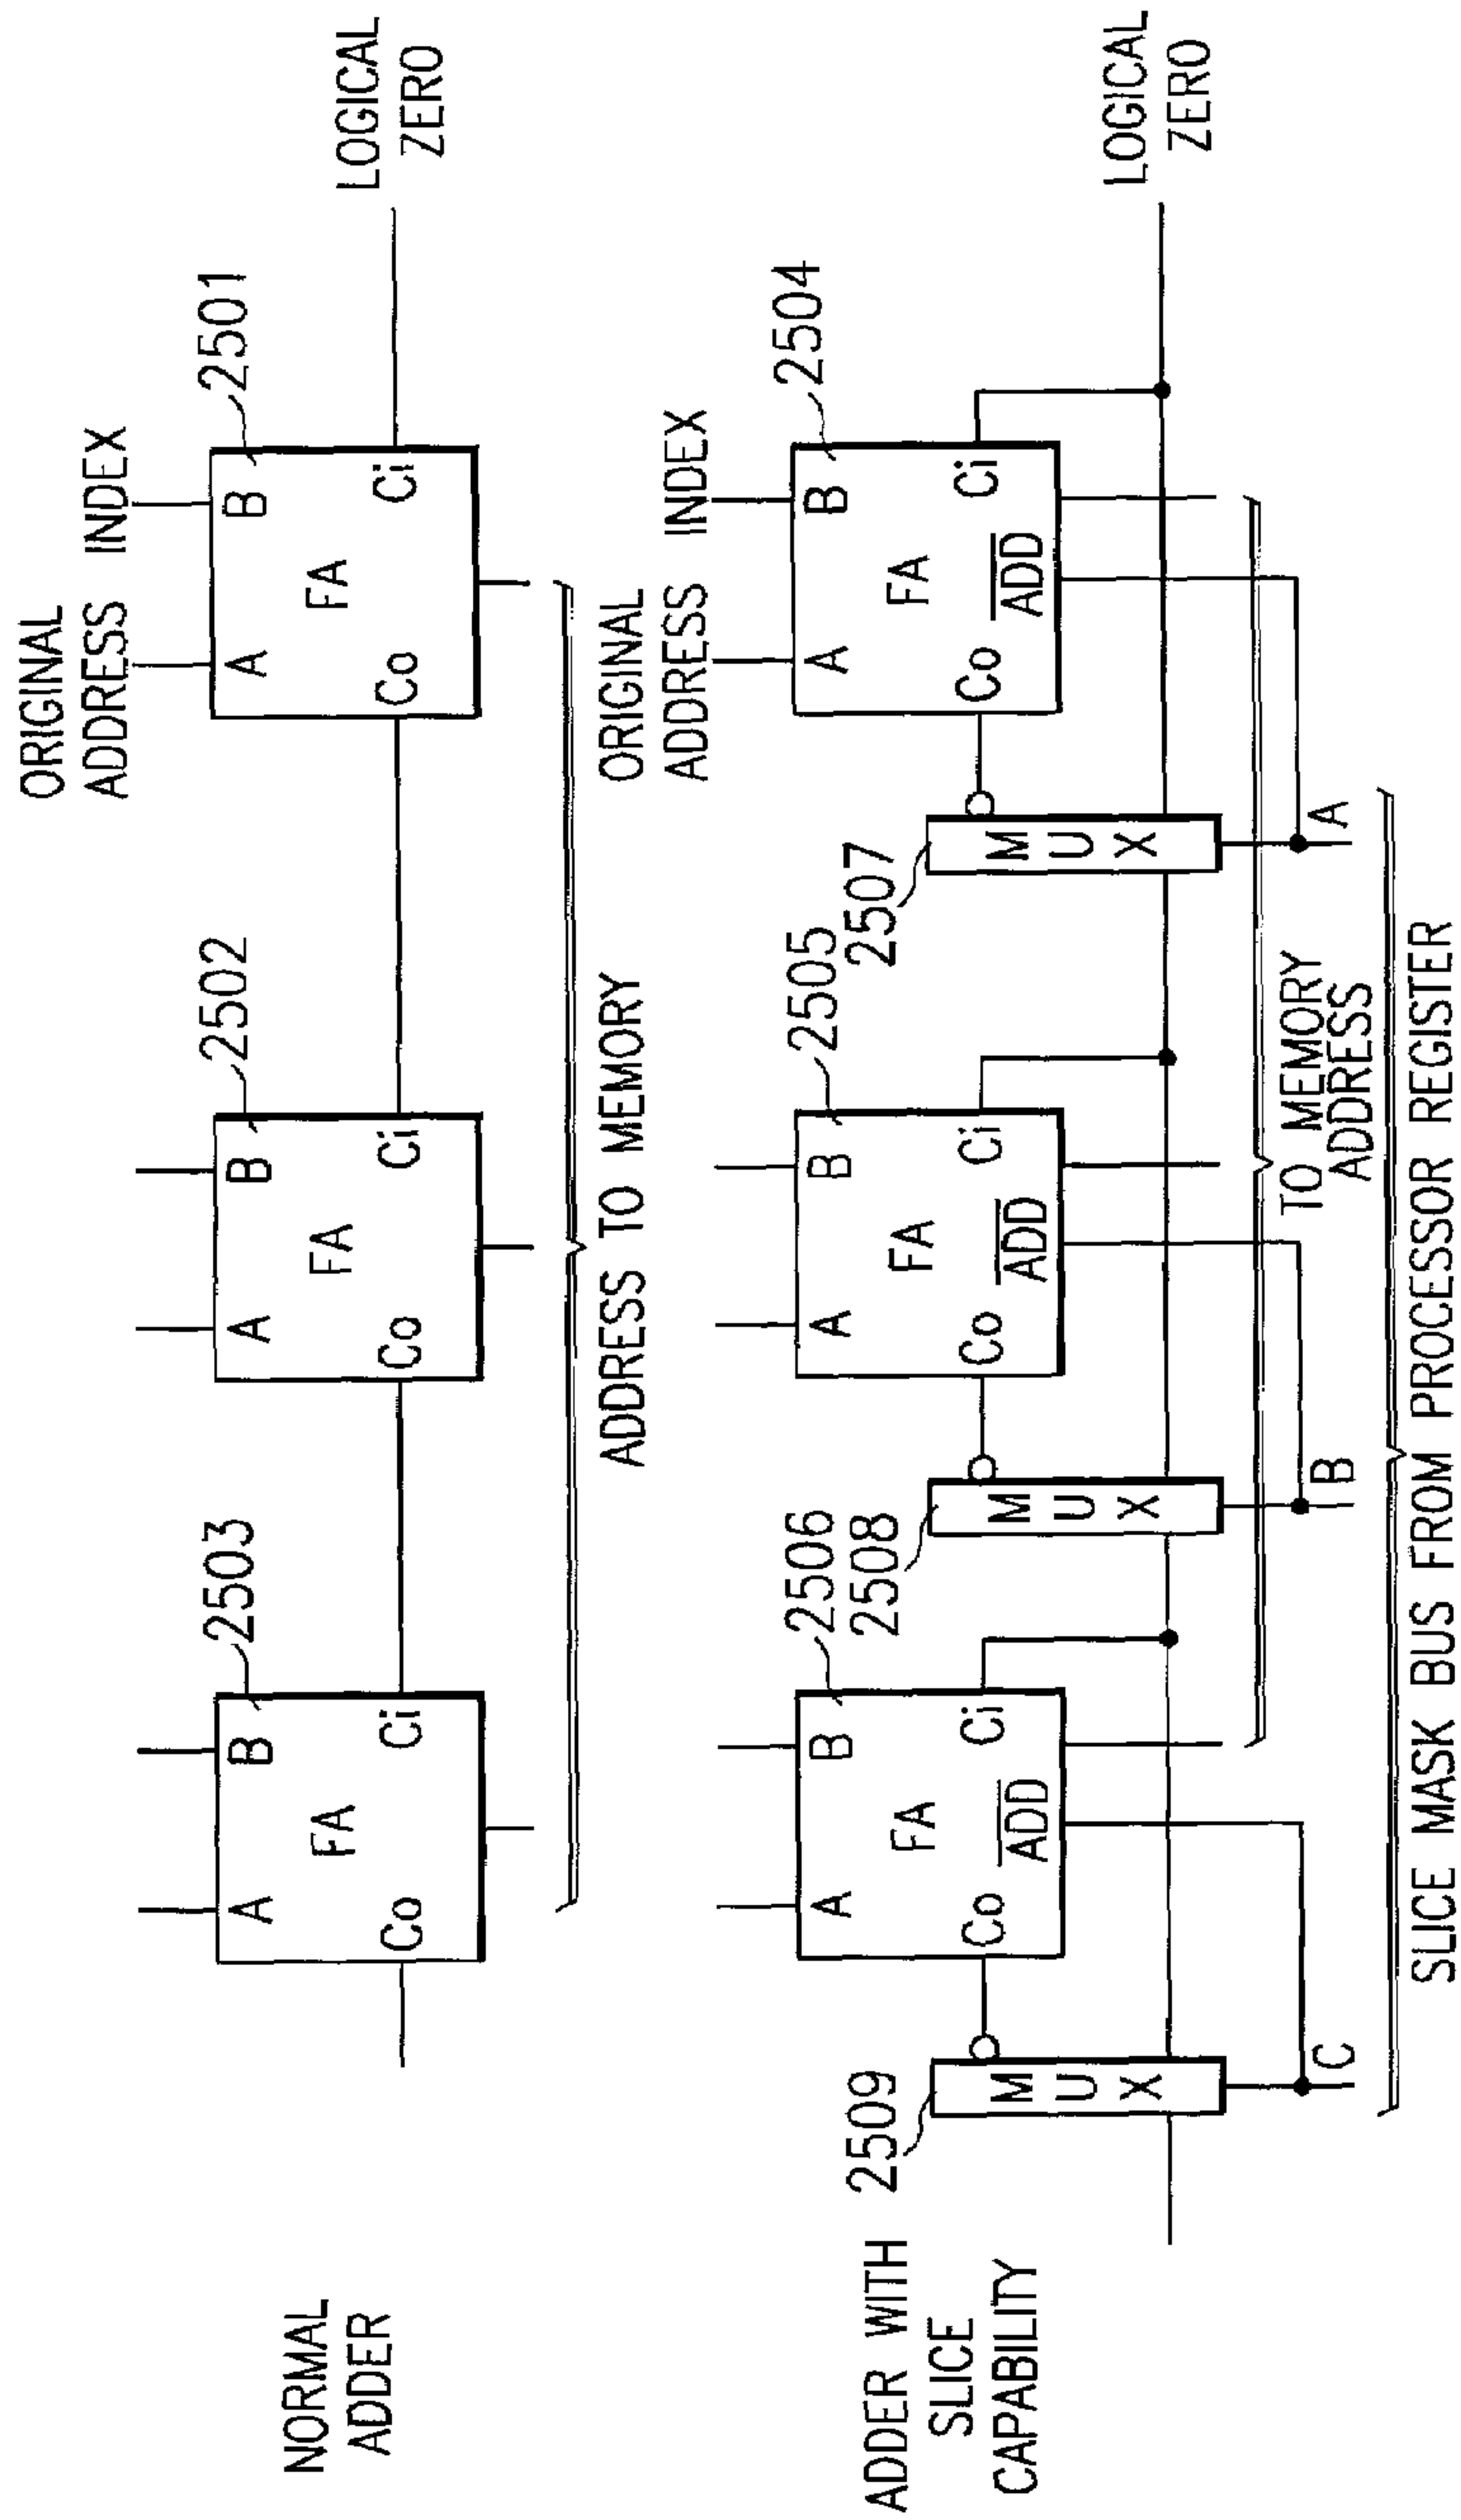 NORMAL
ADDER
ORIGINAL
ADDRESS INDEX
2503
2502
2501
A B
FA
Co Ci
A B
FA
Co Ci
A B
FA
Co Ci
LOGICAL
ZERO
ADDRESS TO MEMORY
ADDER WITH
SLICE
CAPABILITY
ORIGINAL
ADDRESS INDEX
2506
2505
2504
2509
2508
2507
A B
FA
Co Ci
ADD
A B
FA
Co Ci
ADD
A B
FA
Co Ci
ADD
MUX
MUX
MUX
LOGICAL
ZERO
C
B
A
TO MEMORY
ADDRESS
SLICE MASK BUS FROM PROCESSOR REGISTER